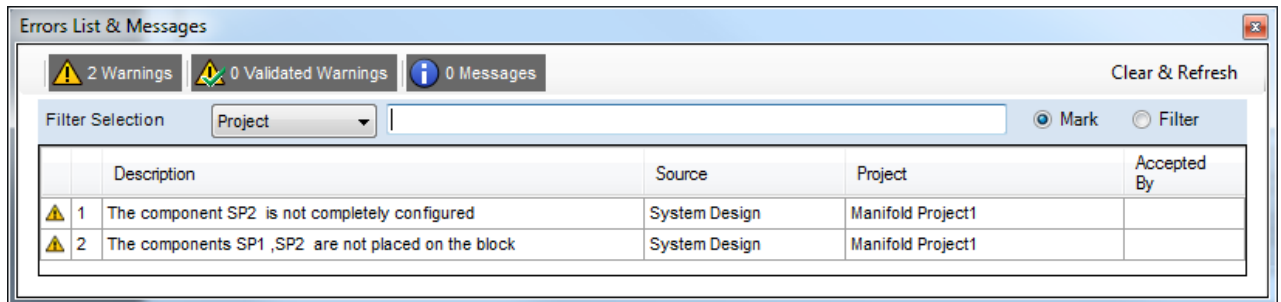 Errors List & Messages
2 Warnings 0 Validated Warnings 0 Messages Clear & Refresh
Filter Selection Project Mark Filter
Description Source Project Accepted By
1 The component SP2 is not completely configured System Design Manifold Project1
2 The components SP1 ,SP2 are not placed on the block System Design Manifold Project1